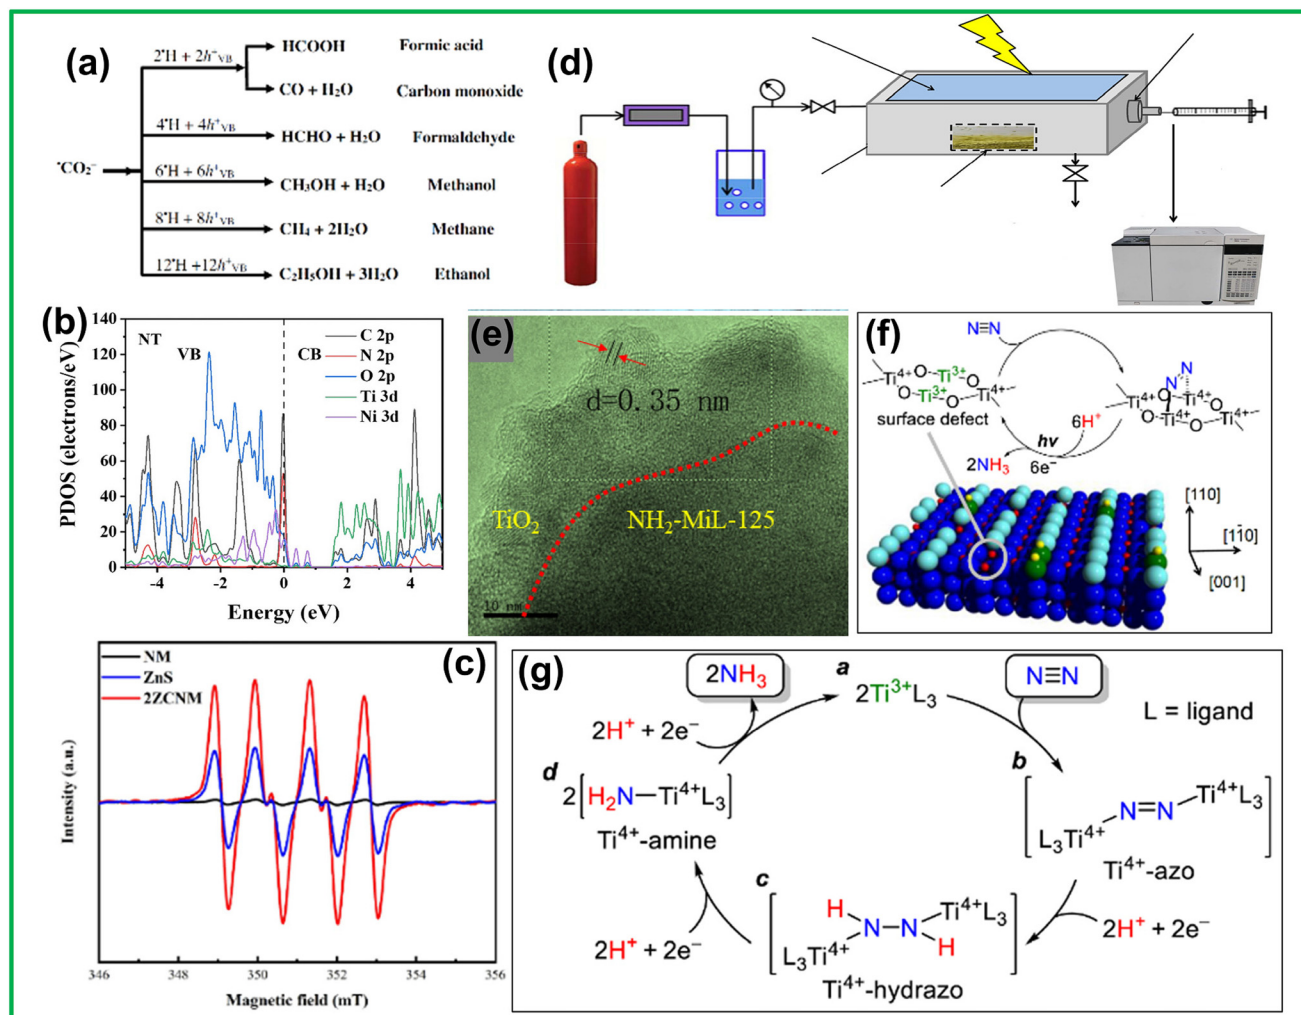 (a)
2•H + 2h⁺VB
HCOOH Formic acid
CO + H₂O Carbon monoxide
4•H + 4h⁺VB
HCHO + H₂O Formaldehyde
•CO₂⁻
6•H + 6h⁺VB
CH₃OH + H₂O Methanol
8•H + 8h⁺VB
CH₄ + 2H₂O Methane
12•H +12h⁺VB
C₂H₅OH + 3H₂O Ethanol
(d)
(b)
140
120
100
80
60
40
20
0
PDOS (electrons/eV)
NT
VB
CB
C 2p
N 2p
O 2p
Ti 3d
Ni 3d
-4 -2 0 2 4
Energy (eV)
(e)
d=0.35 nm
TiO₂
NH₂-MiL-125
10 nm
(f)
N≡N
Ti⁴⁺ O Ti³⁺
Ti³⁺ O Ti⁴⁺
O
O
surface defect
N N
Ti⁴⁺ O Ti⁴⁺
O Ti⁴⁺ O Ti⁴⁺
6H⁺
hν
2NH₃
6e⁻
[110]
[11̄0]
[001]
(c)
NM
ZnS
2ZCNM
Intensity (a.u.)
346 348 350 352 354 356
Magnetic field (mT)
(g)
2NH₃
a
2Ti³⁺L₃
N≡N
L = ligand
2H⁺ + 2e⁻
b
Ti⁴⁺L₃
N=N
L₃Ti⁴⁺
Ti⁴⁺-azo
d
2 [H₂N—Ti⁴⁺L₃]
Ti⁴⁺-amine
2H⁺ + 2e⁻
c
H
Ti⁴⁺L₃
N—N
L₃Ti⁴⁺
H
Ti⁴⁺-hydrazo
2H⁺ + 2e⁻